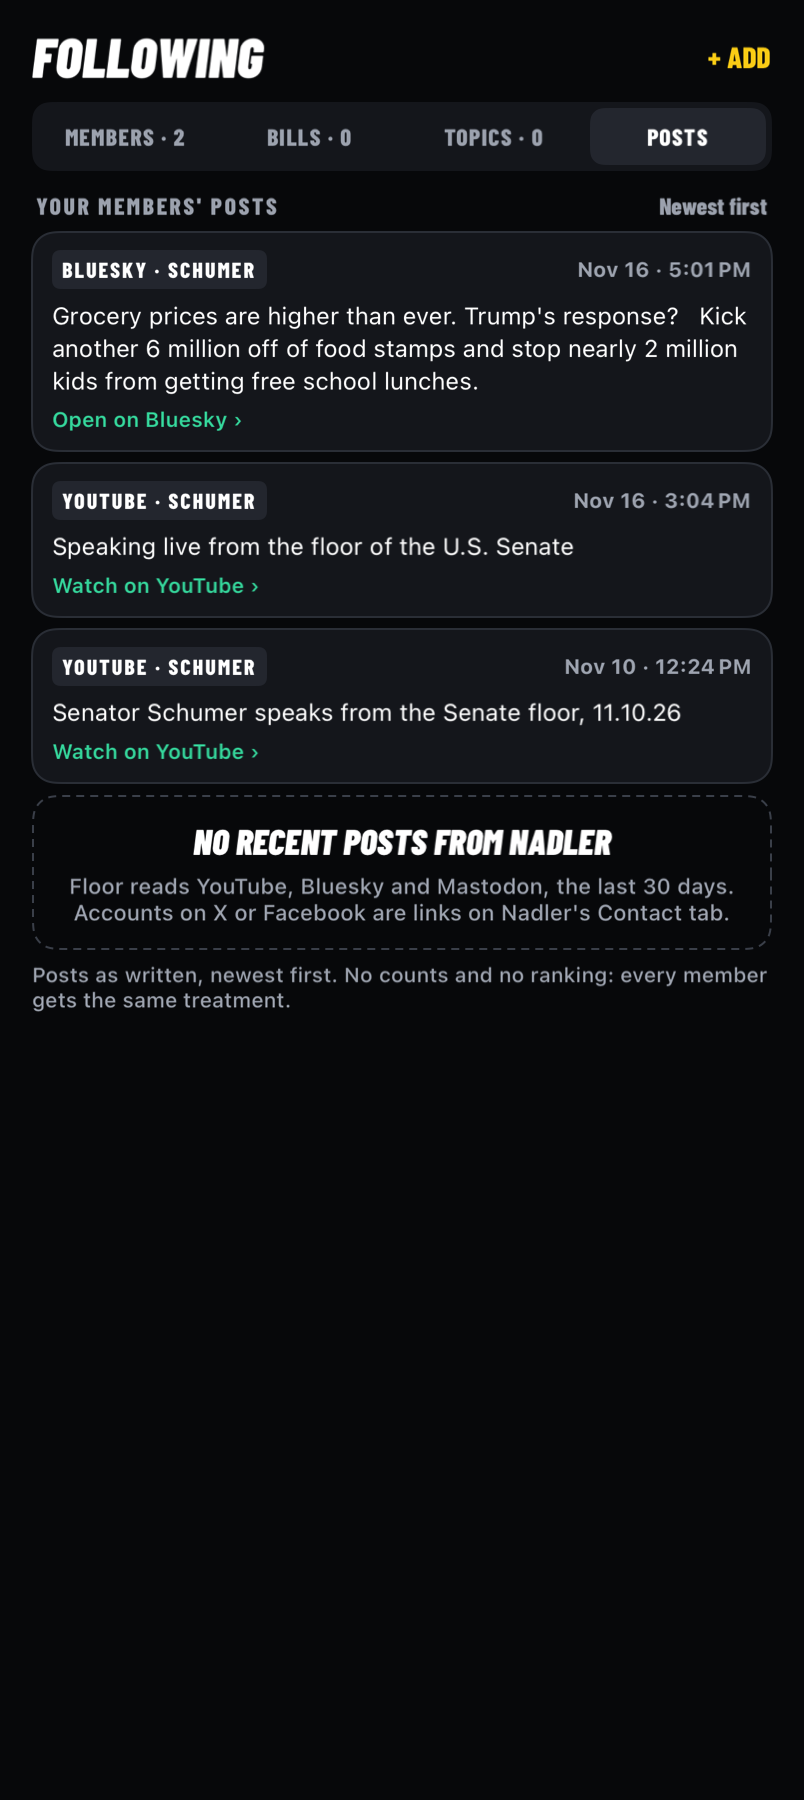 FOLLOWING
+ ADD
MEMBERS · 2
BILLS · 0
TOPICS · 0
POSTS
YOUR MEMBERS' POSTS
Newest first
BLUESKY · SCHUMER
Nov 16 · 5:01 PM
Grocery prices are higher than ever. Trump's response?   Kick
another 6 million off of food stamps and stop nearly 2 million
kids from getting free school lunches.
Open on Bluesky ›
YOUTUBE · SCHUMER
Nov 16 · 3:04 PM
Speaking live from the floor of the U.S. Senate
Watch on YouTube ›
YOUTUBE · SCHUMER
Nov 10 · 12:24 PM
Senator Schumer speaks from the Senate floor, 11.10.26
Watch on YouTube ›
NO RECENT POSTS FROM NADLER
Floor reads YouTube, Bluesky and Mastodon, the last 30 days.
Accounts on X or Facebook are links on Nadler's Contact tab.
Posts as written, newest first. No counts and no ranking: every member
gets the same treatment.